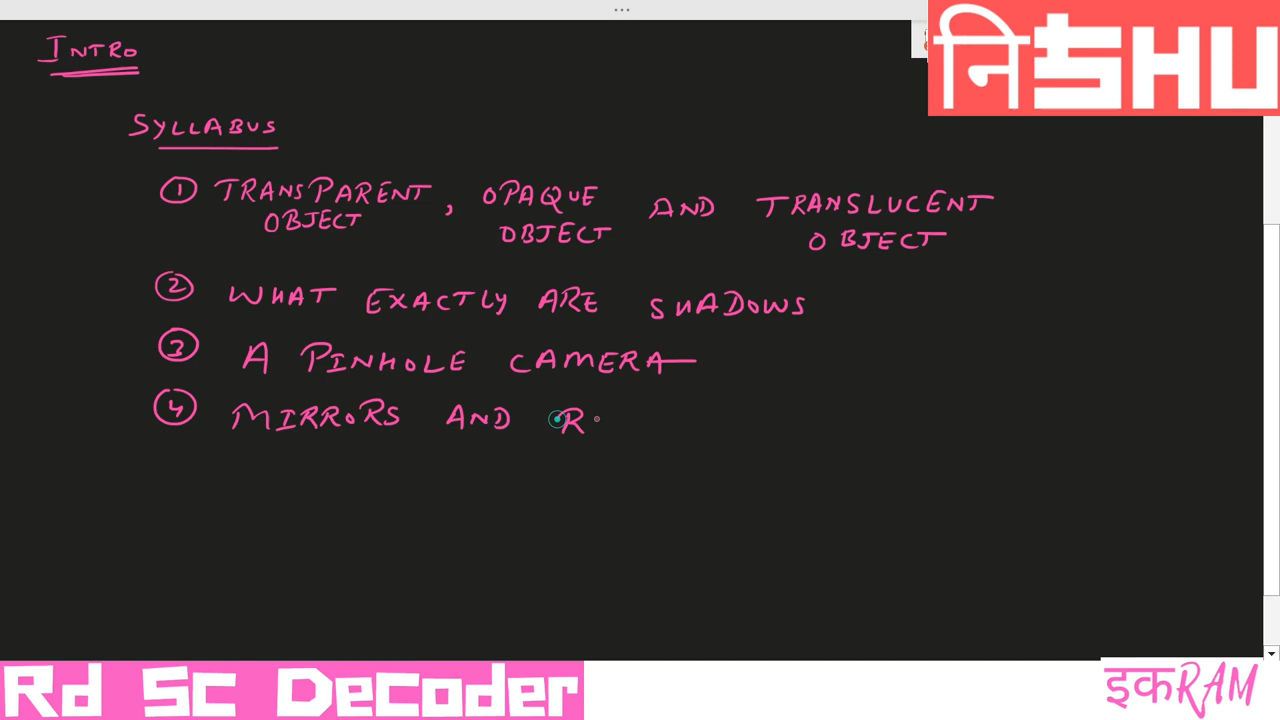 INTRO
निSHU
SYLLABUS
① TRANSPARENT OBJECT, OPAQUE OBJECT AND TRANSLUCENT OBJECT
② WHAT EXACTLY ARE SHADOWS
③ A PINHOLE CAMERA
④ MIRRORS AND R
Rd Sc Decoder
इकRAM